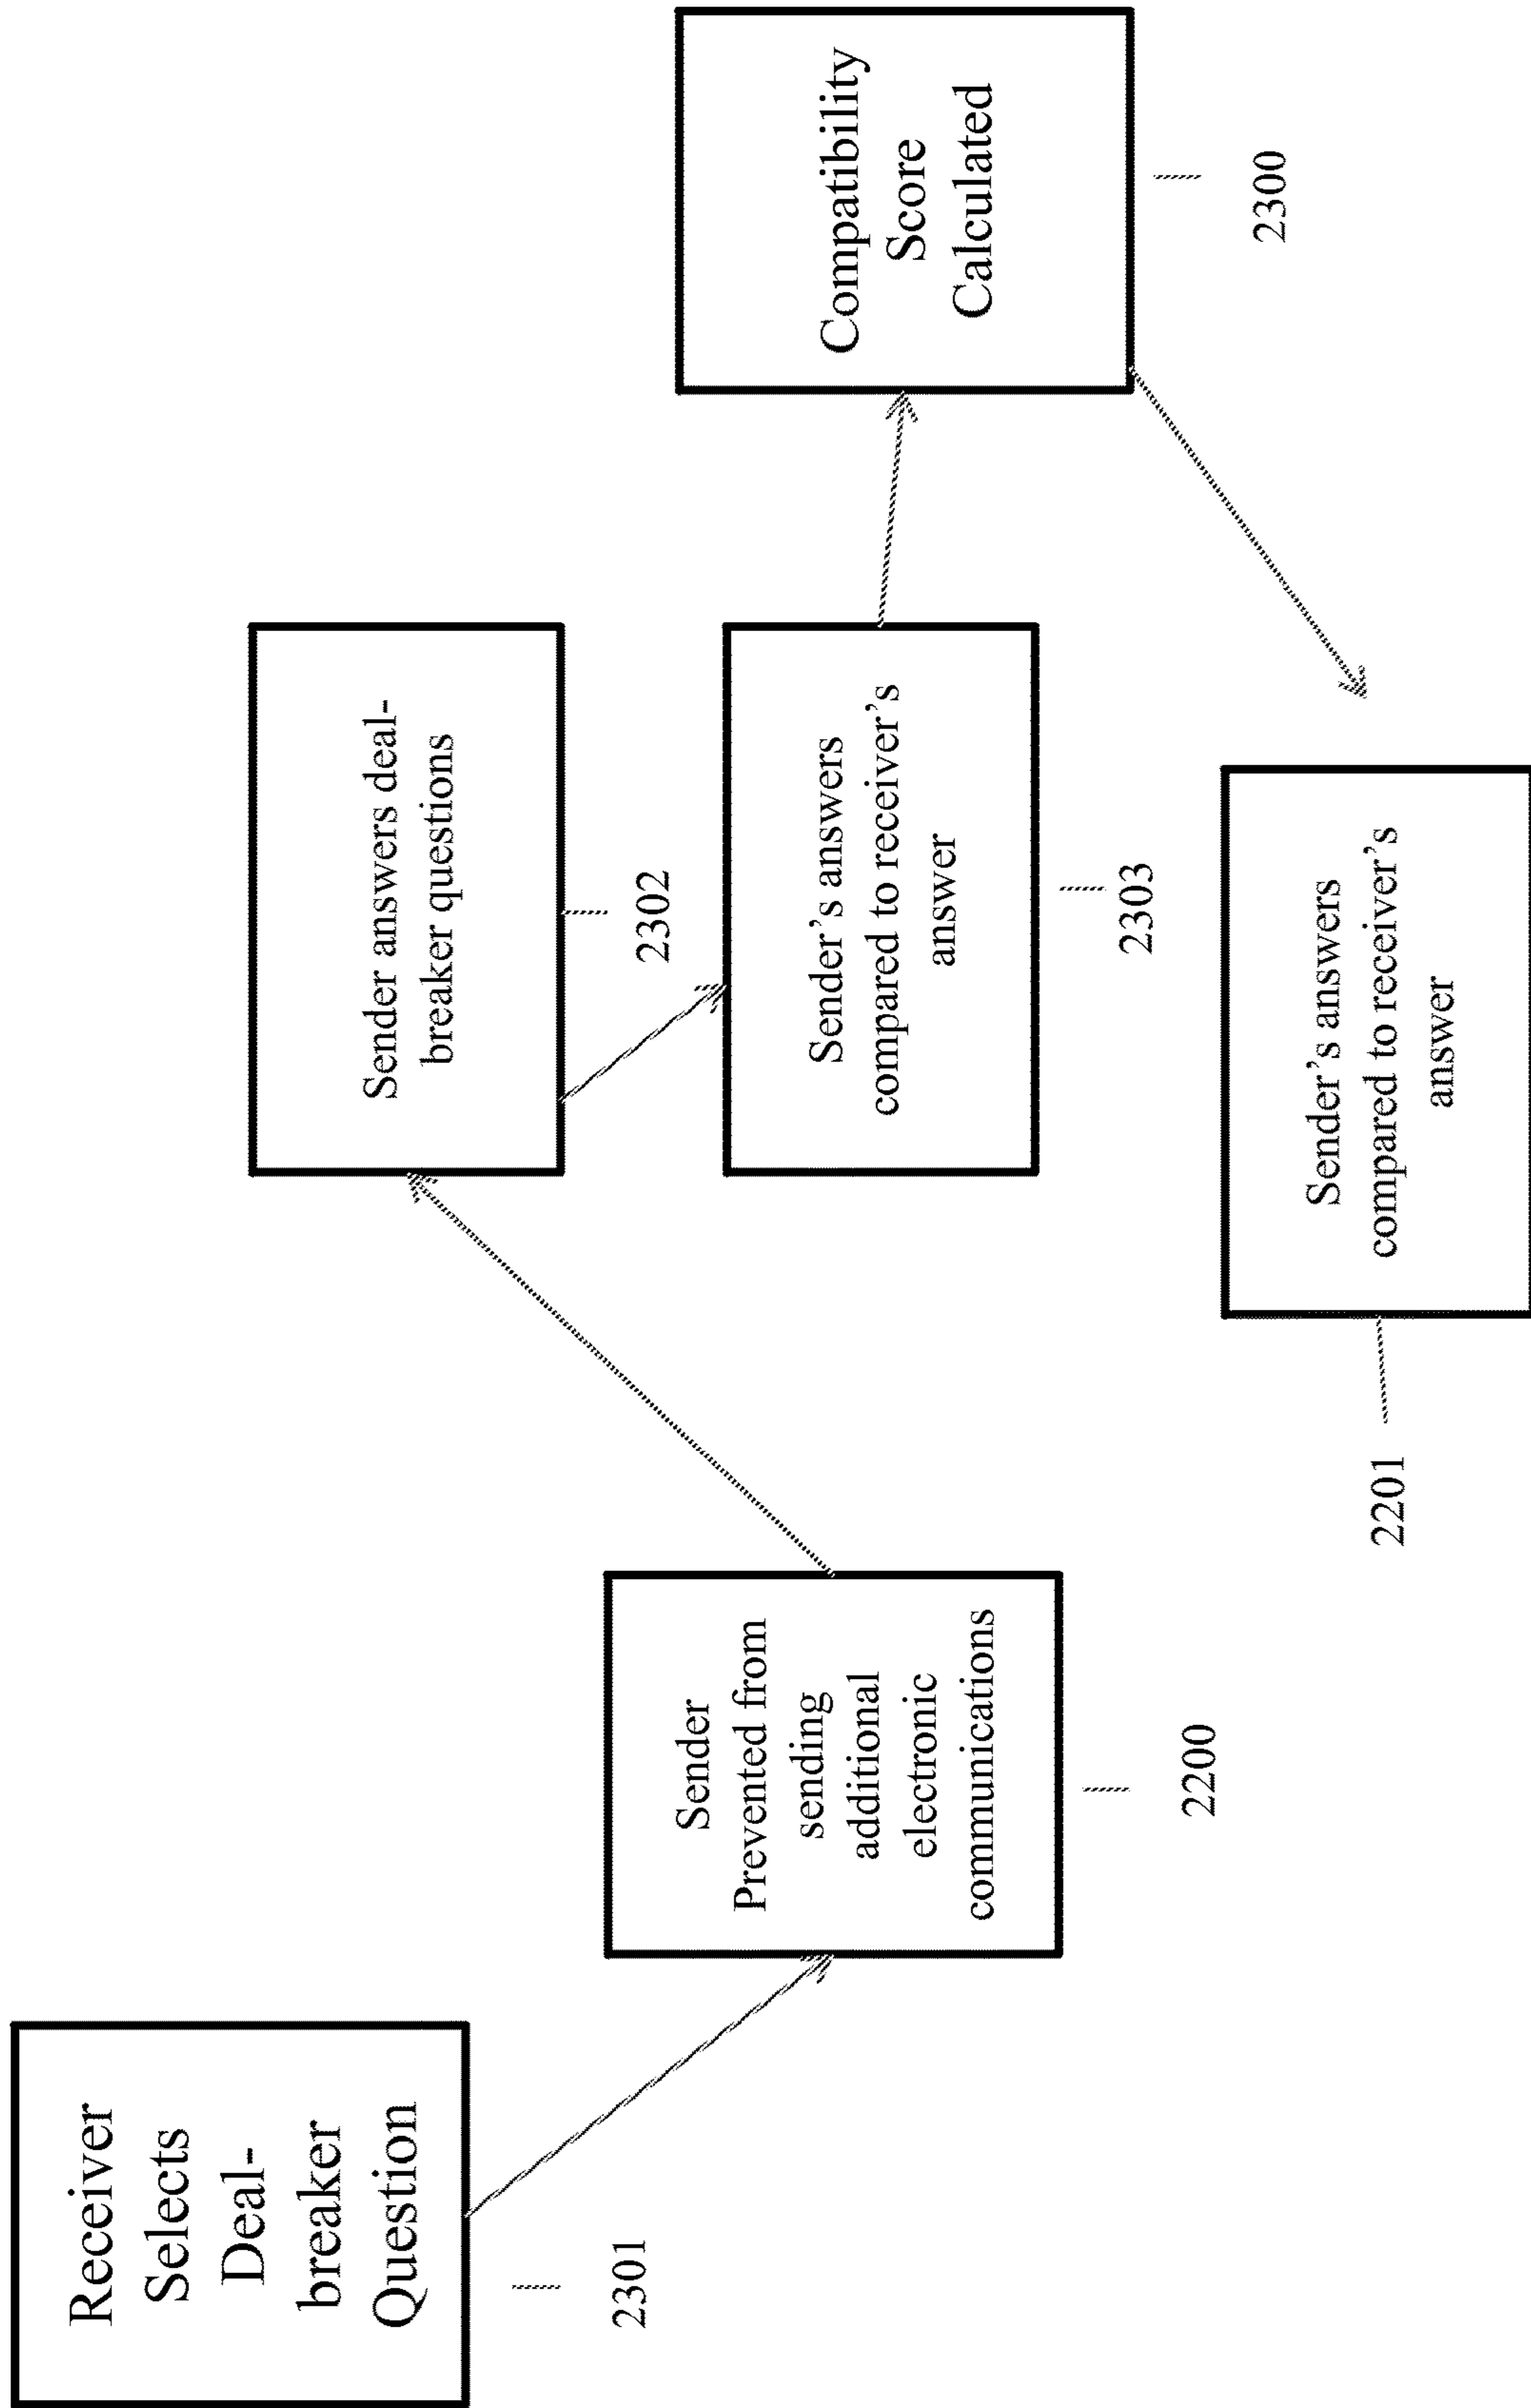 Receiver
Selects
Deal-
breaker
Question
2301
Sender
Prevented from
sending
additional
electronic
communications
2200
Sender answers deal-
breaker questions
2302
Sender’s answers
compared to receiver’s
answer
2303
Compatibility
Score
Calculated
2300
Sender’s answers
compared to receiver’s
answer
2201